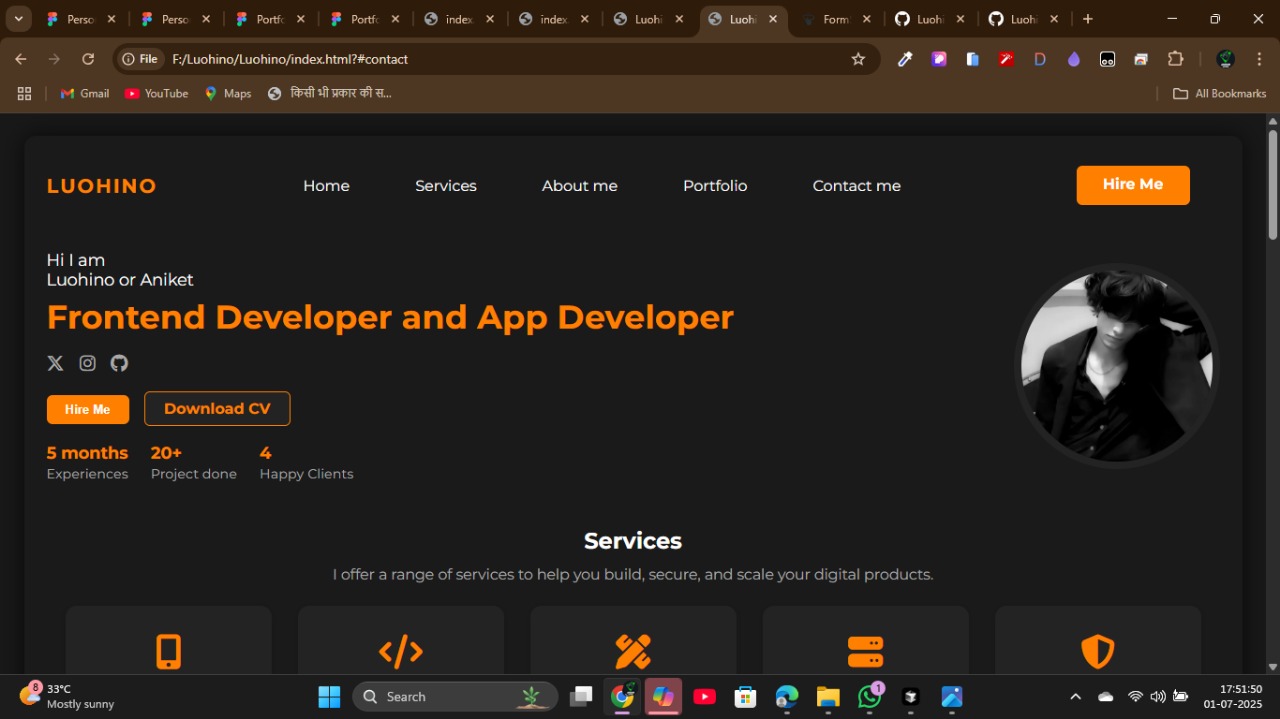 Perso
Perso
Portfo
Portfo
index.
index.
Luohi
Luohi
Form
Luohi
Luohi
File
F:/Luohino/Luohino/index.html?#contact
Gmail
YouTube
Maps
किसी भी प्रकार की स...
All Bookmarks
LUOHINO
Home
Services
About me
Portfolio
Contact me
Hire Me
Hi I am
Luohino or Aniket
Frontend Developer and App Developer
Hire Me
Download CV
5 months
20+
4
Experiences
Project done
Happy Clients
Services
I offer a range of services to help you build, secure, and scale your digital products.
8
33°C
Mostly sunny
Search
1
17:51:50
01-07-2025